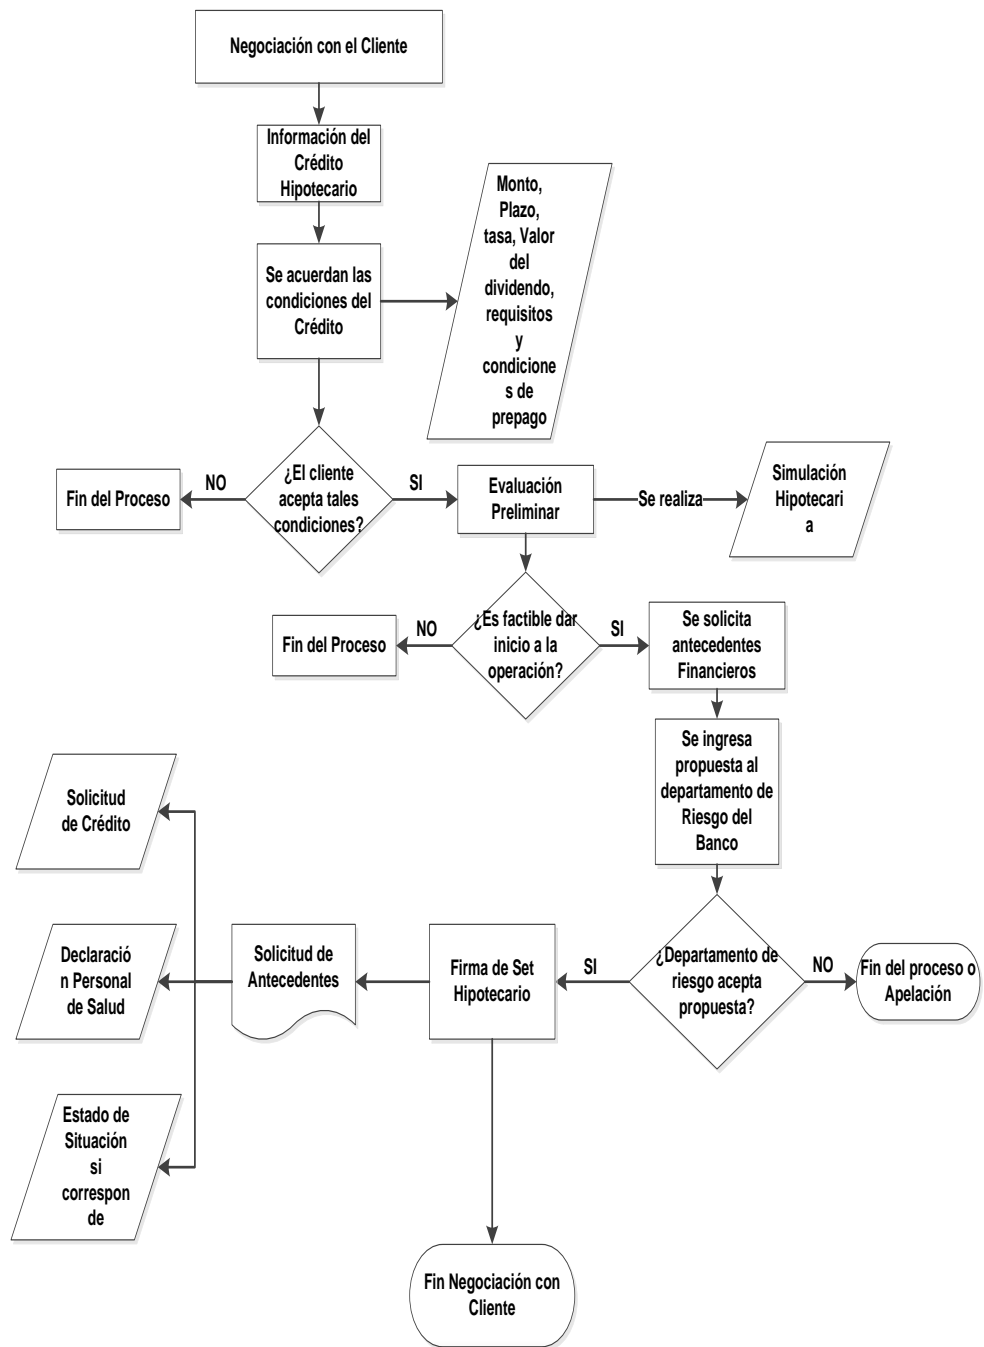 Negociación con el Cliente
Información del
Crédito
Hipotecario
Se acuerdan las
condiciones del
Crédito
Monto,
Plazo,
tasa, Valor
del
dividendo,
requisitos
y
condicione
s de
prepago
¿El cliente
acepta tales
condiciones?
NO
Fin del Proceso
SI
Evaluación
Preliminar
Se realiza
Simulación
Hipotecari
a
¿Es factible dar
inicio a la
operación?
NO
Fin del Proceso
SI
Se solicita
antecedentes
Financieros
Se ingresa
propuesta al
departamento de
Riesgo del
Banco
¿Departamento de
riesgo acepta
propuesta?
NO
Fin del proceso o
Apelación
SI
Firma de Set
Hipotecario
Solicitud de
Antecedentes
Solicitud
de Crédito
Declaració
n Personal
de Salud
Estado de
Situación
si
correspon
de
Fin Negociación con
Cliente